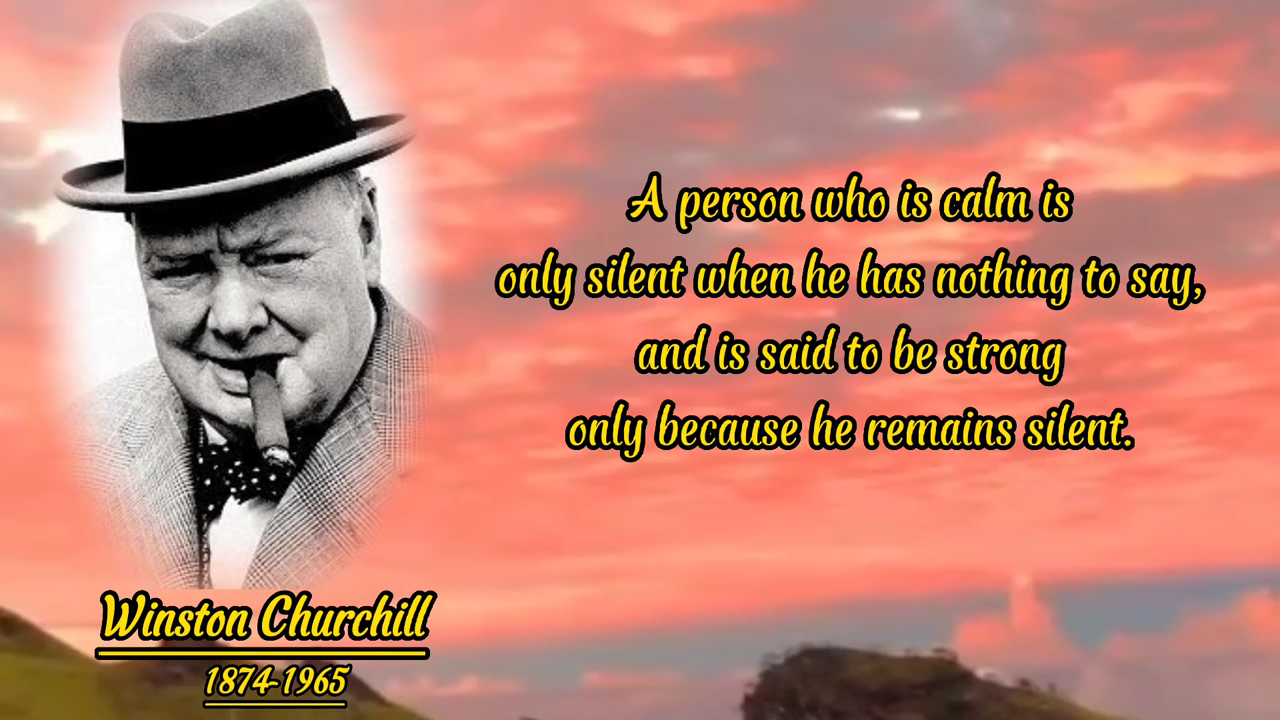 A person who is calm is
only silent when he has nothing to say,
and is said to be strong
only because he remains silent.
Winston Churchill
1874-1965